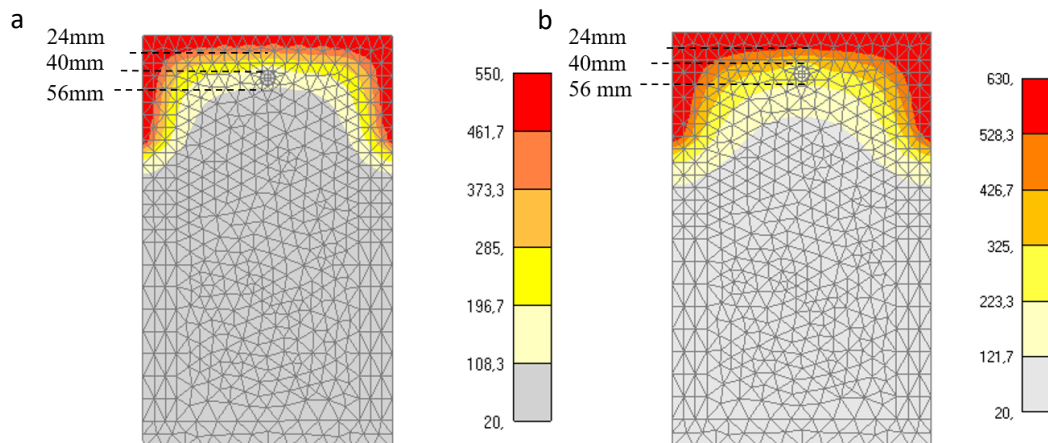 a
24mm
40mm
56mm
550,
461,7
373,3
285,
196,7
108,3
20,
b
24mm
40mm
56 mm
630,
528,3
426,7
325,
223,3
121,7
20,